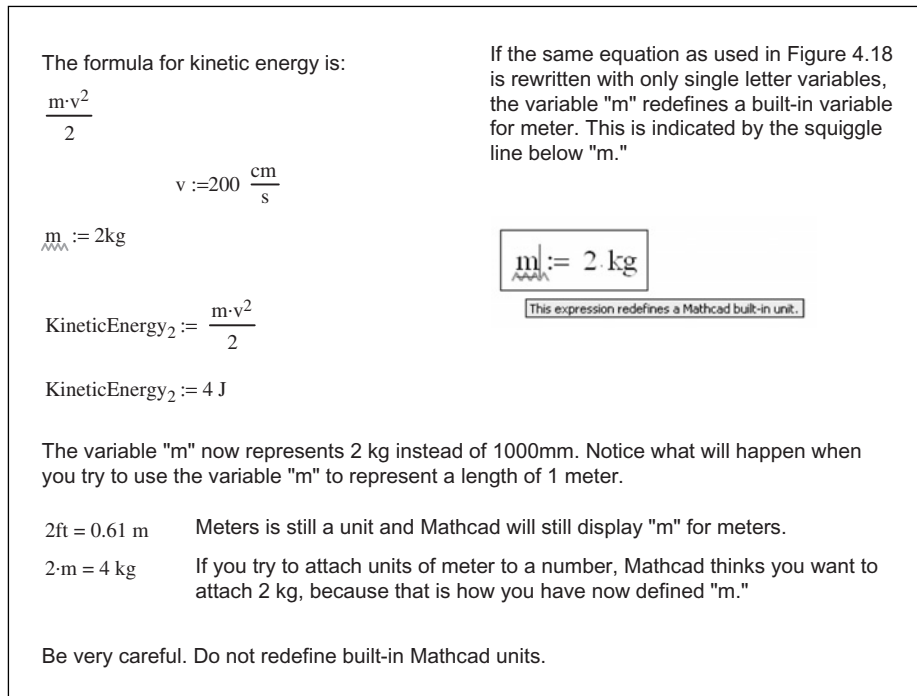 The formula for kinetic energy is:
m·v²
2
v :=200 cm
s
m := 2kg
KineticEnergy₂ := m·v²
2
KineticEnergy₂ := 4 J
If the same equation as used in Figure 4.18
is rewritten with only single letter variables,
the variable "m" redefines a built-in variable
for meter. This is indicated by the squiggle
line below "m."
m := 2·kg
This expression redefines a Mathcad built-in unit.
The variable "m" now represents 2 kg instead of 1000mm. Notice what will happen when
you try to use the variable "m" to represent a length of 1 meter.
2ft = 0.61 m Meters is still a unit and Mathcad will still display "m" for meters.
2·m = 4 kg If you try to attach units of meter to a number, Mathcad thinks you want to
attach 2 kg, because that is how you have now defined "m."
Be very careful. Do not redefine built-in Mathcad units.